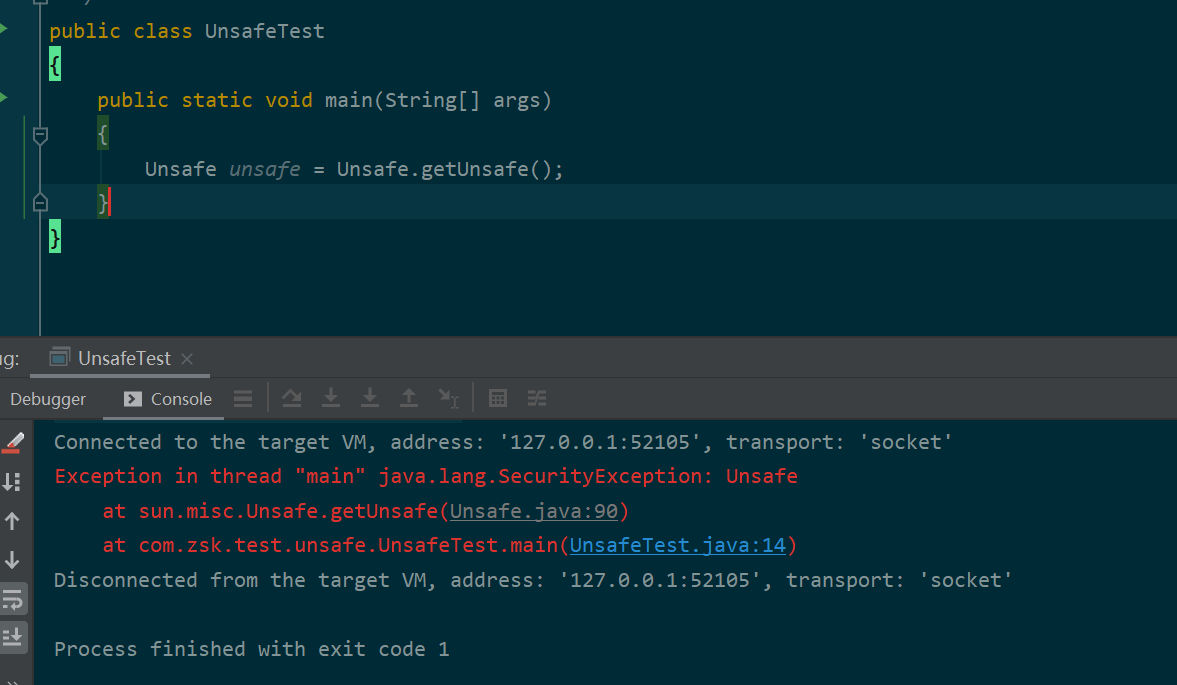 public class UnsafeTest
{
public static void main(String[] args)
{
Unsafe unsafe = Unsafe.getUnsafe();
}
}
ug: UnsafeTest
Debugger Console
Connected to the target VM, address: '127.0.0.1:52105', transport: 'socket'
Exception in thread "main" java.lang.SecurityException: Unsafe
at sun.misc.Unsafe.getUnsafe(Unsafe.java:90)
at com.zsk.test.unsafe.UnsafeTest.main(UnsafeTest.java:14)
Disconnected from the target VM, address: '127.0.0.1:52105', transport: 'socket'
Process finished with exit code 1